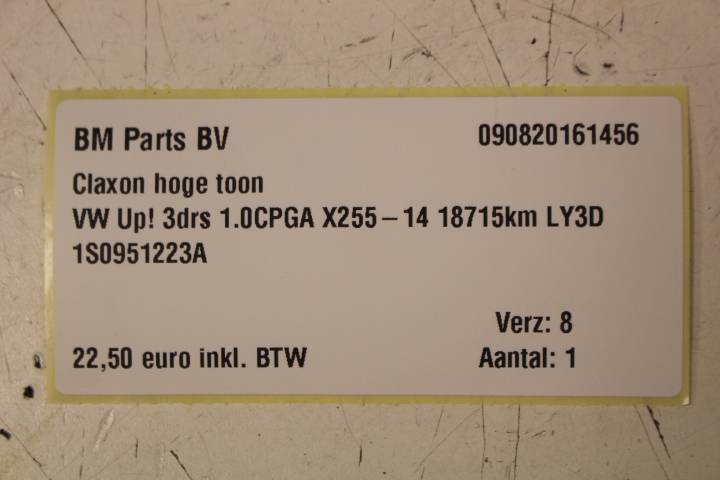 BM Parts BV 090820161456
Claxon hoge toon
VW Up! 3drs 1.0CPGA X255-14 18715km LY3D
1S0951223A
Verz: 8
22,50 euro inkl. BTW Aantal: 1